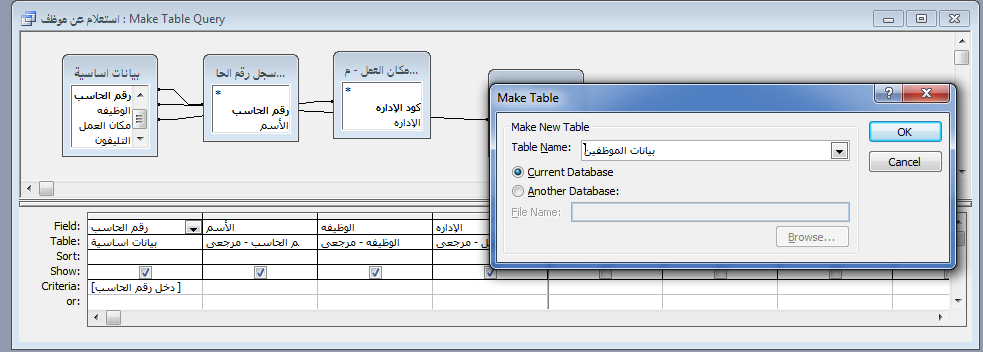 استعلام عن موظف : Make Table Query
بيانات اساسية
رقم الحاسب
الوظيفه
مكان العمل
التليفون
سجل رقم الحا...
*
رقم الحاسب
الأسم
مكان العمل - م...
*
كود الإداره
الإداره
Make Table
?
Make New Table
Table Name:
بيانات الموظفين
Current Database
Another Database:
File Name:
Browse...
OK
Cancel
Field: رقم الحاسب الأسم الوظيفه الإداره
Table: بيانات اساسية م الحاسب - مرجعى الوظيفه - مرجعى ل - مرجعى
Sort:
Show:
Criteria: [دخل رقم الحاسب]
or: